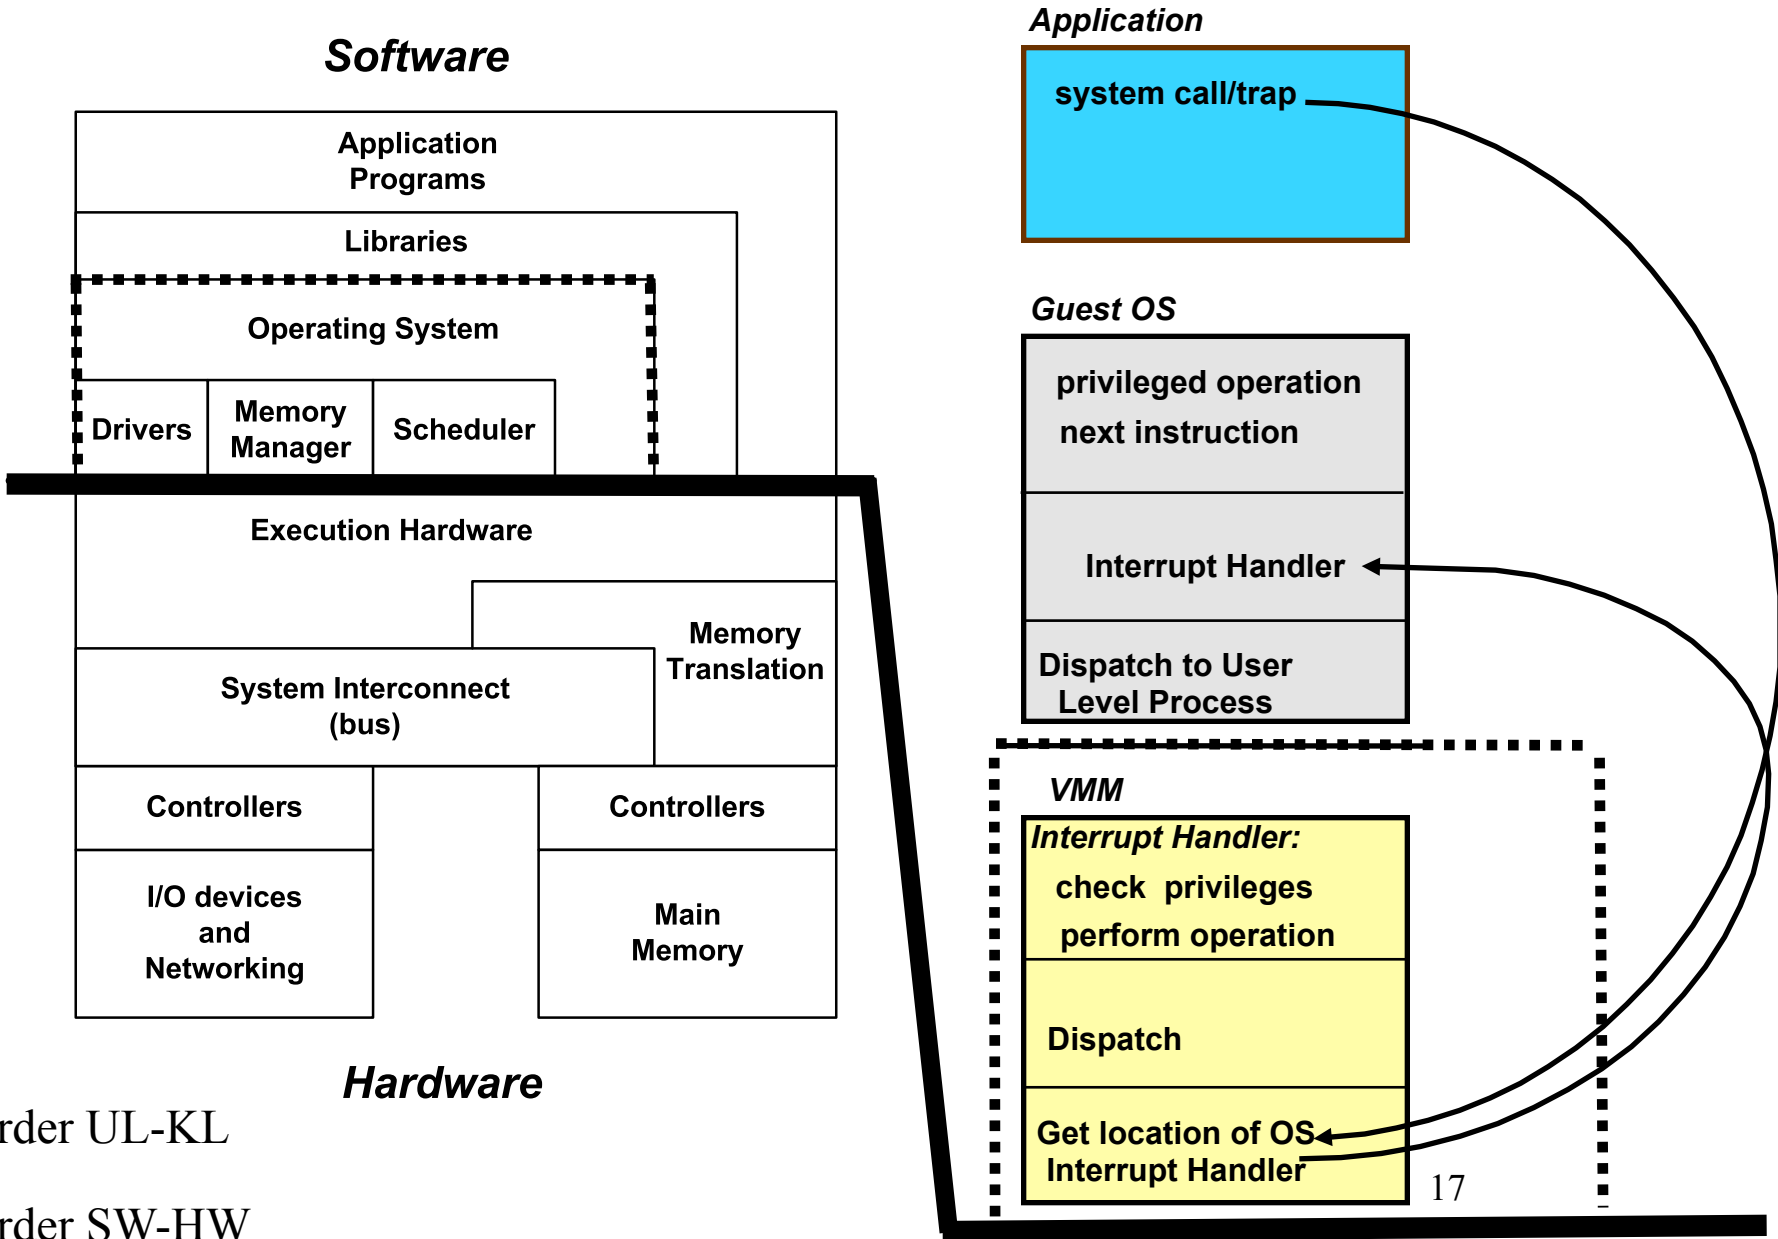 Software
Application
Programs
Libraries
Operating System
Drivers
Memory
Manager
Scheduler
Execution Hardware
Memory
Translation
System Interconnect
(bus)
Controllers
Controllers
I/O devices
and
Networking
Main
Memory
Hardware
rder UL-KL
rder SW-HW
Application
system call/trap
Guest OS
privileged operation
next instruction
Interrupt Handler
Dispatch to User
Level Process
VMM
Interrupt Handler:
check privileges
perform operation
Dispatch
Get location of OS
Interrupt Handler
17